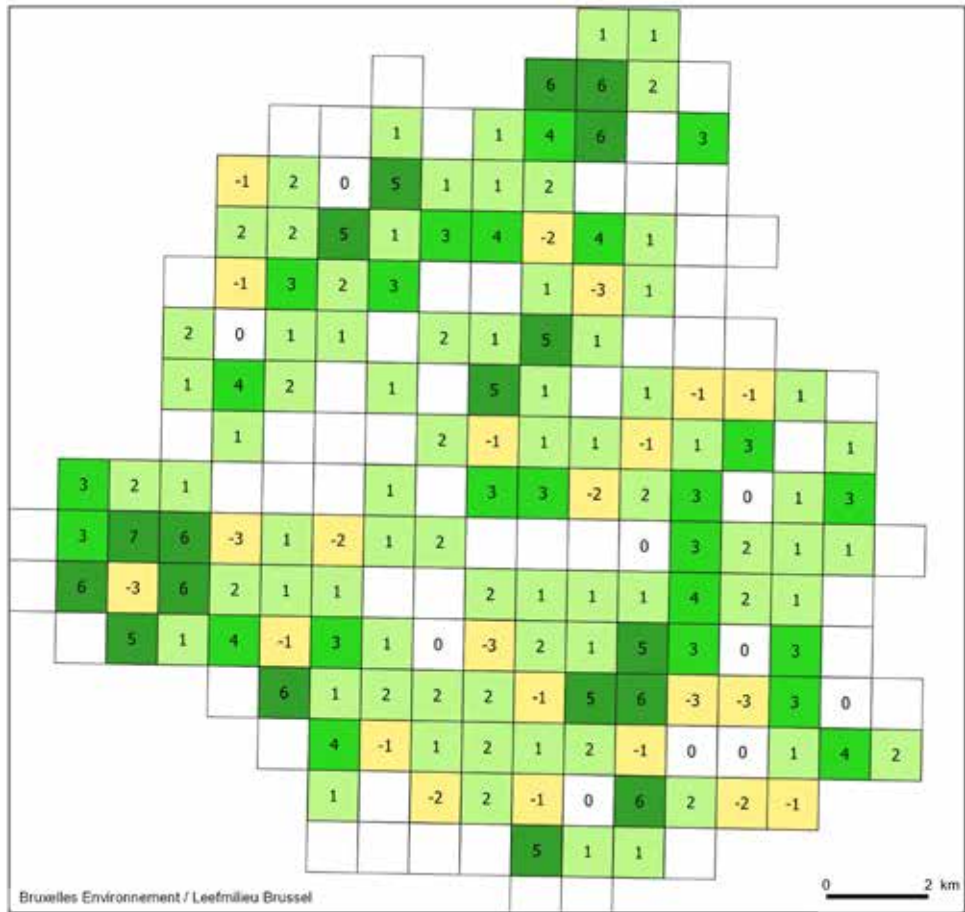 1 1
6 6 2
1 1 4 6 3
-1 2 0 5 1 1 2
2 2 5 1 3 4 -2 4 1
-1 3 2 3 1 -3 1
2 0 1 1 2 1 5 1
1 4 2 1 5 1 1 -1 -1 1
1 2 -1 1 1 -1 1 3 1
3 2 1 1 3 3 -2 2 3 0 1 3
3 7 6 -3 1 -2 1 2 0 3 2 1 1
6 -3 6 2 1 1 2 1 1 1 4 2 1
5 1 4 -1 3 1 0 -3 2 1 5 3 0 3
6 1 2 2 2 -1 5 6 -3 -3 3 0
4 -1 1 2 1 2 -1 0 0 1 4 2
1 -2 2 -1 0 6 2 -2 -1
5 1 1
Bruxelles Environnement / Leefmilieu Brussel
0 2 km